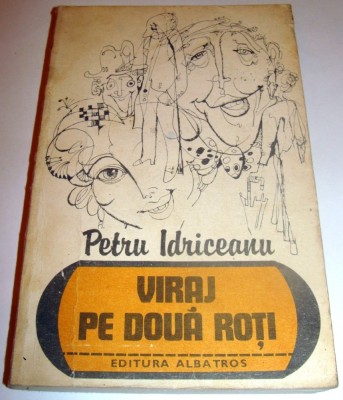 Petru Idriceanu
VIRAJ
PE DOUĂ ROȚI
EDITURA ALBATROS